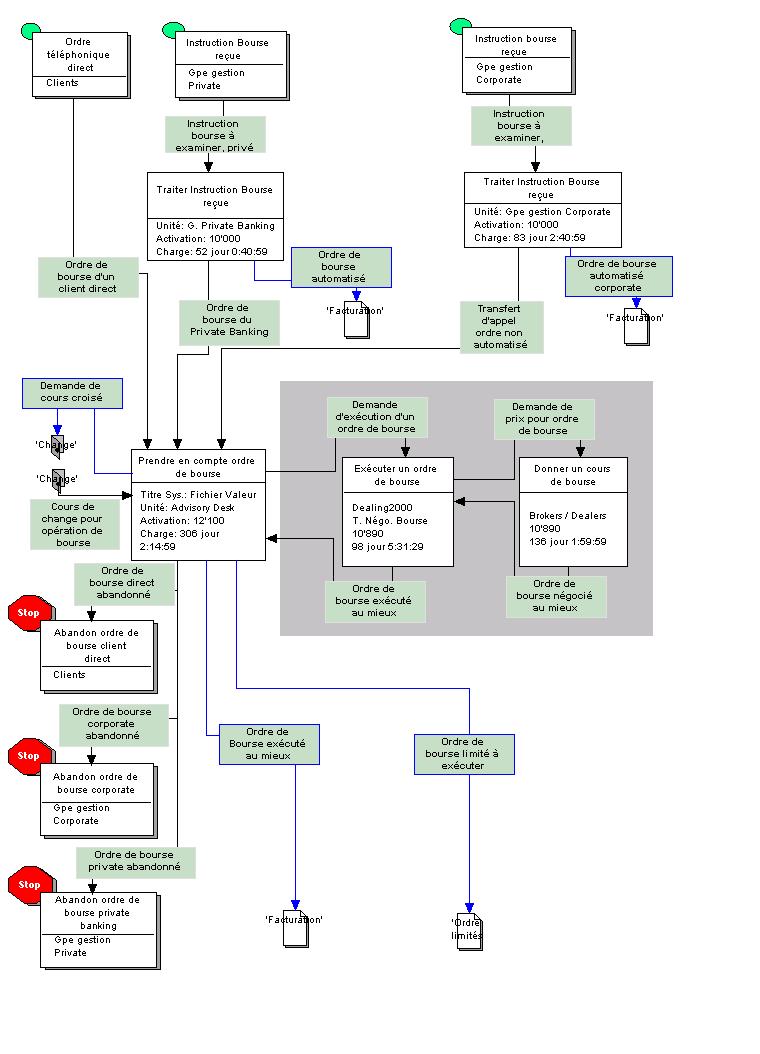 Ordre
téléphonique
direct
Clients
Instruction Bourse
reçue
Gpe gestion
Private
Instruction bourse
reçue
Gpe gestion
Corporate
Instruction
bourse à
examiner, privé
Instruction
bourse à
examiner,
Traiter Instruction Bourse
reçue
Unité: G. Private Banking
Activation: 10'000
Charge: 52 jour 0:40:59
Traiter Instruction Bourse
reçue
Unité: Gpe gestion Corporate
Activation: 10'000
Charge: 83 jour 2:40:59
Ordre de
bourse d'un
client direct
Ordre de
bourse
automatisé
Ordre de bourse
automatisé
corporate
Ordre de
bourse du
Private Banking
'Facturation'
Transfert
d'appel
ordre non
automatisé
'Facturation'
Demande de
cours croisé
'Change'
'Change'
Cours de
change pour
opération de
bourse
Prendre en compte ordre
de bourse
Titre Sys.: Fichier Valeur
Unité: Advisory Desk
Activation: 12'100
Charge: 306 jour
2:14:59
Demande
d'exécution d'un
ordre de bourse
Demande de
prix pour ordre
de bourse
Exécuter un ordre
de bourse
Dealing2000
T. Négo. Bourse
10'890
98 jour 5:31:29
Donner un cours
de bourse
Brokers / Dealers
10'890
136 jour 1:59:59
Ordre de
bourse exécuté
au mieux
Ordre de
bourse négocié
au mieux
Ordre de
bourse direct
abandonné
Stop
Abandon ordre de
bourse client
direct
Clients
Ordre de bourse
corporate
abandonné
Stop
Abandon ordre de
bourse corporate
Gpe gestion
Corporate
Ordre de
Bourse exécuté
au mieux
Ordre de
bourse limité à
exécuter
Ordre de bourse
private abandonné
Stop
Abandon ordre de
bourse private
banking
Gpe gestion
Private
'Facturation'
'Ordre
limités